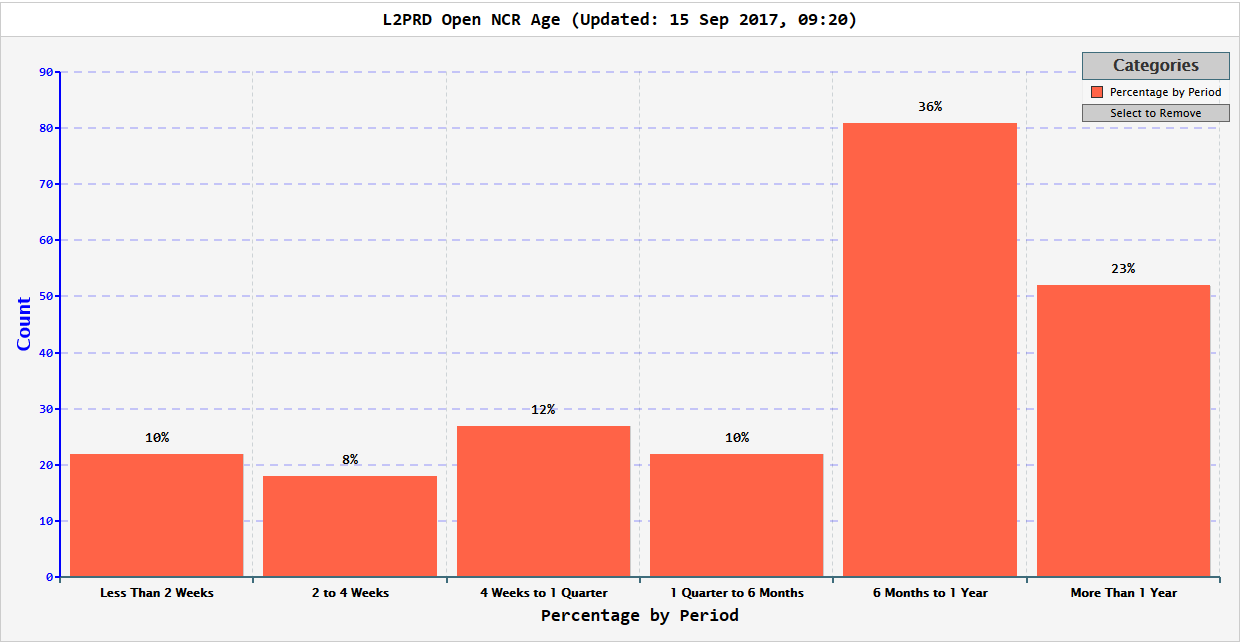 L2PRD Open NCR Age (Updated: 15 Sep 2017, 09:20)
Categories
Percentage by Period
Select to Remove
Count
90
80
70
60
50
40
30
20
10
0
10%
8%
12%
10%
36%
23%
Less Than 2 Weeks
2 to 4 Weeks
4 Weeks to 1 Quarter
1 Quarter to 6 Months
6 Months to 1 Year
More Than 1 Year
Percentage by Period